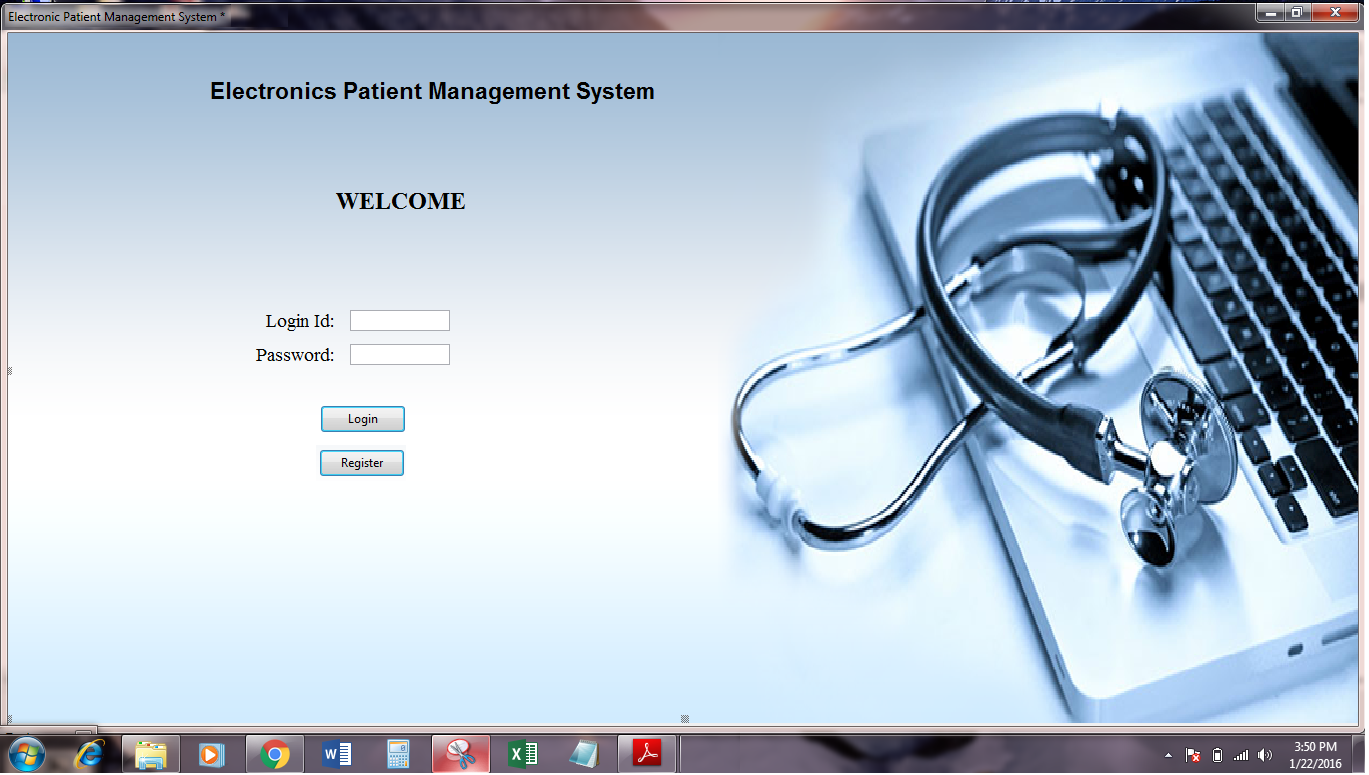 Electronic Patient Management System *
Electronics Patient Management System
WELCOME
Login Id:
Password:
Login
Register
3:50 PM
1/22/2016